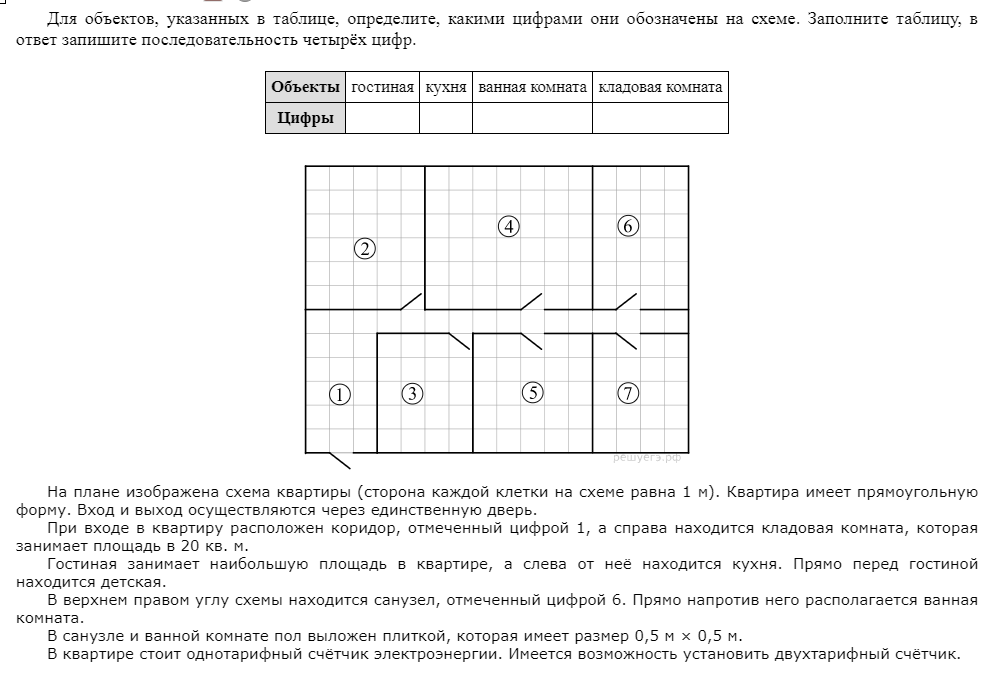 Для объектов, указанных в таблице, определите, какими цифрами они обозначены на схеме. Заполните таблицу, в
ответ запишите последовательность четырёх цифр.
Объекты гостиная кухня ванная комната кладовая комната
Цифры
4
6
2
1
3
5
7
решуегэ.рф
На плане изображена схема квартиры (сторона каждой клетки на схеме равна 1 м). Квартира имеет прямоугольную
форму. Вход и выход осуществляются через единственную дверь.
При входе в квартиру расположен коридор, отмеченный цифрой 1, а справа находится кладовая комната, которая
занимает площадь в 20 кв. м.
Гостиная занимает наибольшую площадь в квартире, а слева от неё находится кухня. Прямо перед гостиной
находится детская.
В верхнем правом углу схемы находится санузел, отмеченный цифрой 6. Прямо напротив него располагается ванная
комната.
В санузле и ванной комнате пол выложен плиткой, которая имеет размер 0,5 м × 0,5 м.
В квартире стоит однотарифный счётчик электроэнергии. Имеется возможность установить двухтарифный счётчик.